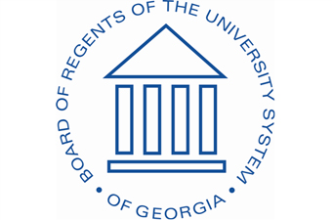 BOARD OF REGENTS OF THE UNIVERSITY SYSTEM
• OF GEORGIA •